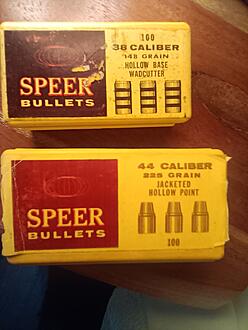 100
38 CALIBER
148 GRAIN
HOLLOW BASE
WADCUTTER
SPEER
BULLETS
44 CALIBER
225 GRAIN
JACKETED
HOLLOW POINT
SPEER
BULLETS
100